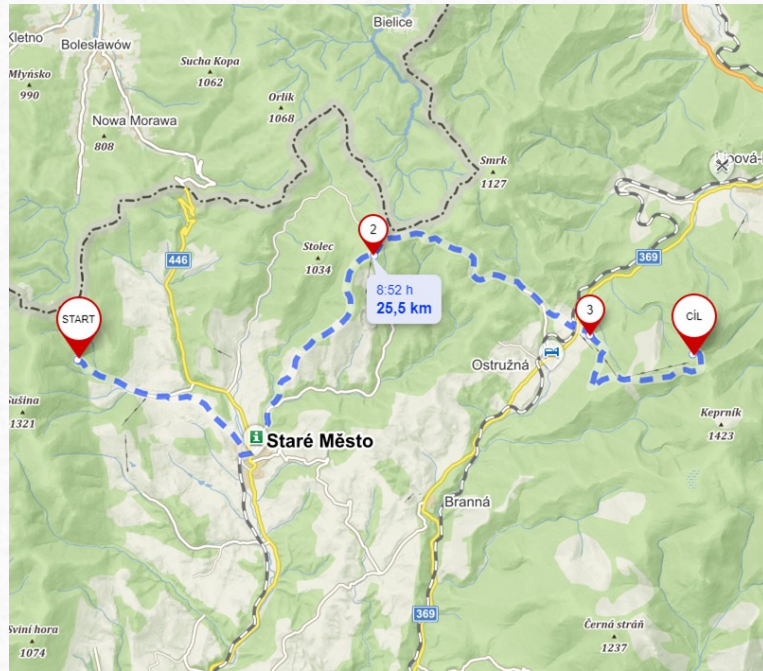 Kletno
Bolesławów
Bielice
Młyńsko
990
Sucha Kopa
1062
Orlík
1068
Nowa Morawa
808
Smrk
1127
446
Stolec
1034
2
8:52 h
25,5 km
369
START
3
CÍL
Ostružná
Sušina
1321
Staré Město
Keprník
1423
Branná
369
Sviní hora
1074
Černá stráň
1237